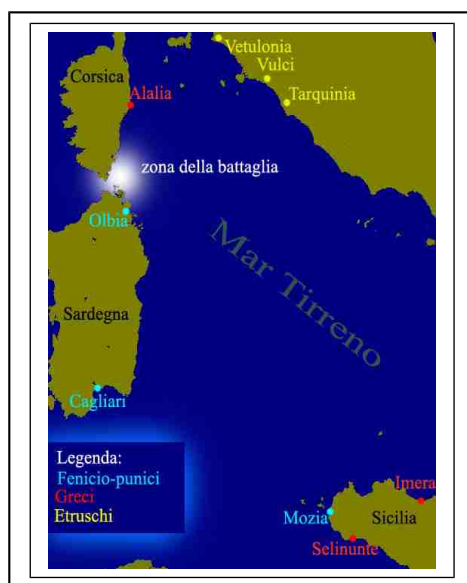 Vetulonia
Corsica
Vulci
Alalia
Tarquinia
zona della battaglia
Olbia
Mar Tirreno
Sardegna
Cagliari
Legenda:
Fenicio-punici
Greci
Etruschi
Imera
Mozia
Sicilia
Selinunte